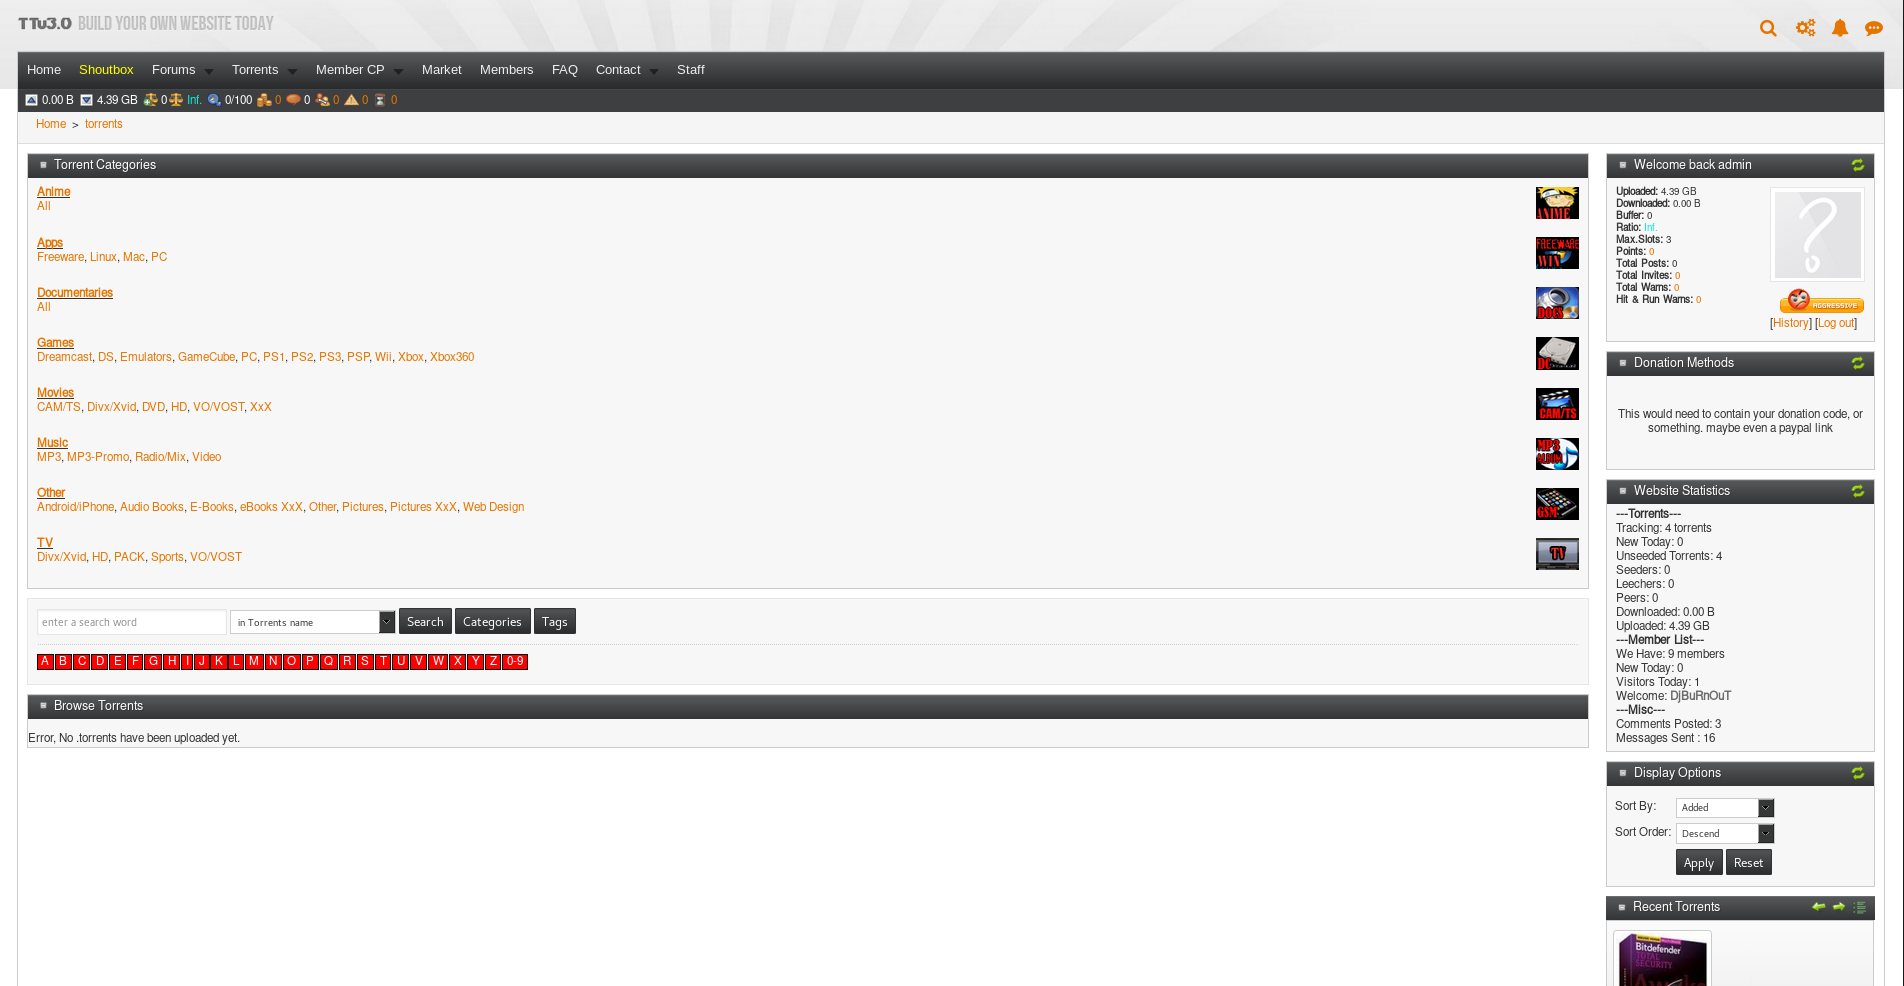 TTv3.0 BUILD YOUR OWN WEBSITE TODAY
Home Shoutbox Forums Torrents Member CP Market Members FAQ Contact Staff
0.00 B 4.39 GB 0 Inf. 0/100 0 0 0 0 0
Home > torrents
Torrent Categories
Anime
All
ANIME
Apps
Freeware, Linux, Mac, PC
FREEWARE
WIN
Documentaries
All
DOCS
Games
Dreamcast, DS, Emulators, GameCube, PC, PS1, PS2, PS3, PSP, Wii, Xbox, Xbox360
DC
Movies
CAM/TS, Divx/Xvid, DVD, HD, VO/VOST, XxX
CAM/TS
Music
MP3, MP3-Promo, Radio/Mix, Video
MP3
ALBUM
Other
Android/iPhone, Audio Books, E-Books, eBooks XxX, Other, Pictures, Pictures XxX, Web Design
GSM
TV
Divx/Xvid, HD, PACK, Sports, VO/VOST
TV
enter a search word in Torrents name Search Categories Tags
A B C D E F G H I J K L M N O P Q R S T U V W X Y Z 0-9
Browse Torrents
Error, No .torrents have been uploaded yet.
Welcome back admin
Uploaded: 4.39 GB
Downloaded: 0.00 B
Buffer: 0
Ratio: Inf.
Max.Slots: 3
Points: 0
Total Posts: 0
Total Invites: 0
Total Warns: 0
Hit & Run Warns: 0
?
AGGRESSIVE
[History] [Log out]
Donation Methods
This would need to contain your donation code, or
something. maybe even a paypal link
Website Statistics
---Torrents---
Tracking: 4 torrents
New Today: 0
Unseeded Torrents: 4
Seeders: 0
Leechers: 0
Peers: 0
Downloaded: 0.00 B
Uploaded: 4.39 GB
---Member List---
We Have: 9 members
New Today: 0
Visitors Today: 1
Welcome: DjBuRnOuT
---Misc---
Comments Posted: 3
Messages Sent : 16
Display Options
Sort By: Added
Sort Order: Descend
Apply Reset
Recent Torrents
Bitdefender
TOTAL
SECURITY